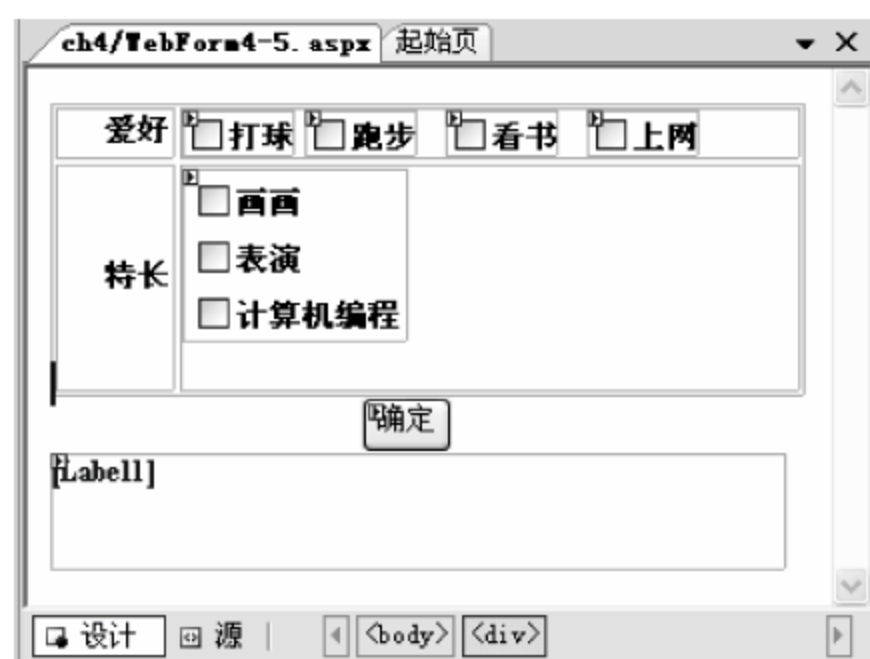 ch4/WebForm4-5.aspx 起始页
爱好 打球 跑步 看书 上网
特长
画画
表演
计算机编程
确定
[Label1]
设计 源 <body> <div>